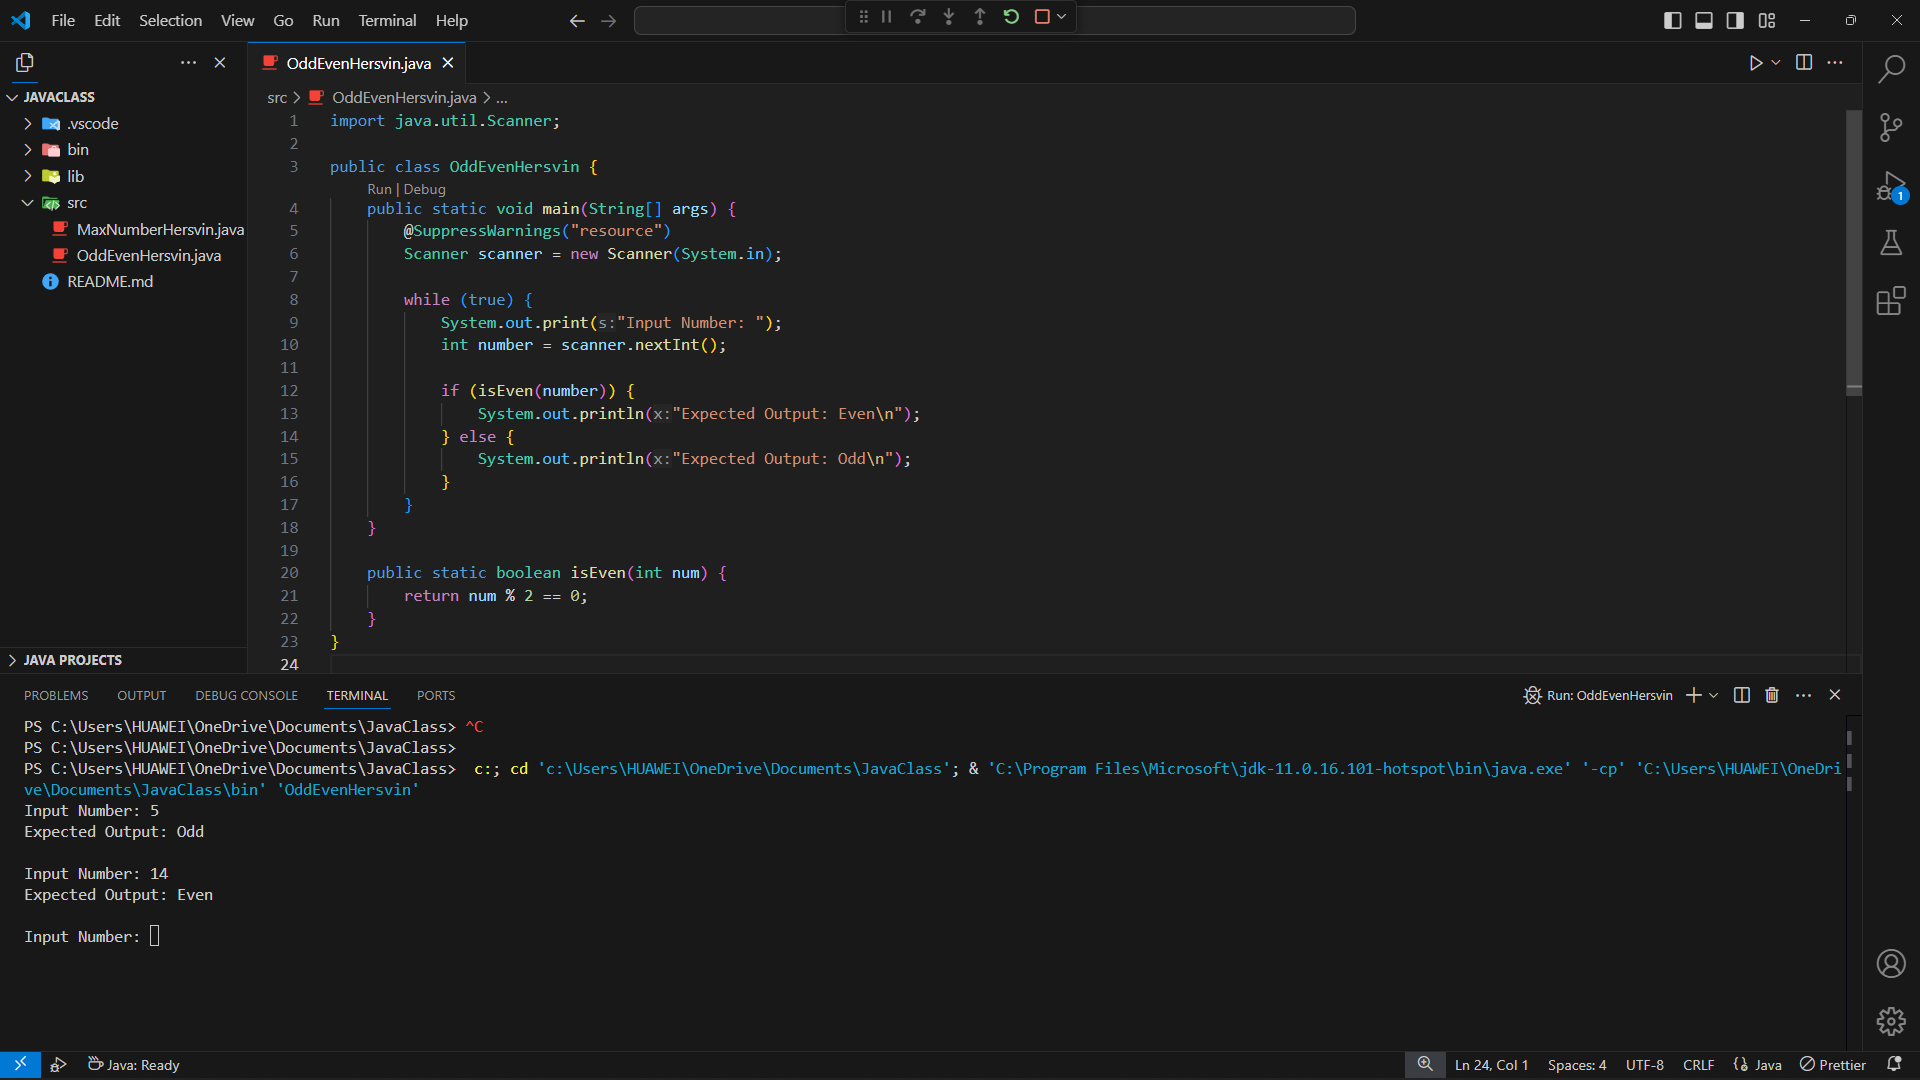 File Edit Selection View Go Run Terminal Help
JAVACLASS
.vscode
bin
lib
src
MaxNumberHersvin.java
OddEvenHersvin.java
README.md
JAVA PROJECTS
OddEvenHersvin.java
src > OddEvenHersvin.java > ...
1 import java.util.Scanner;
2
3 public class OddEvenHersvin {
Run | Debug
4 public static void main(String[] args) {
5 @SuppressWarnings("resource")
6 Scanner scanner = new Scanner(System.in);
7
8 while (true) {
9 System.out.print(s:"Input Number: ");
10 int number = scanner.nextInt();
11
12 if (isEven(number)) {
13 System.out.println(x:"Expected Output: Even\n");
14 } else {
15 System.out.println(x:"Expected Output: Odd\n");
16 }
17 }
18 }
19
20 public static boolean isEven(int num) {
21 return num % 2 == 0;
22 }
23 }
24
1
PROBLEMS OUTPUT DEBUG CONSOLE TERMINAL PORTS
Run: OddEvenHersvin
PS C:\Users\HUAWEI\OneDrive\Documents\JavaClass> ^C
PS C:\Users\HUAWEI\OneDrive\Documents\JavaClass>
PS C:\Users\HUAWEI\OneDrive\Documents\JavaClass>  c:; cd 'c:\Users\HUAWEI\OneDrive\Documents\JavaClass'; & 'C:\Program Files\Microsoft\jdk-11.0.16.101-hotspot\bin\java.exe' '-cp' 'C:\Users\HUAWEI\OneDri
ve\Documents\JavaClass\bin' 'OddEvenHersvin'
Input Number: 5
Expected Output: Odd
Input Number: 14
Expected Output: Even
Input Number:
Java: Ready
Ln 24, Col 1 Spaces: 4 UTF-8 CRLF Java Prettier